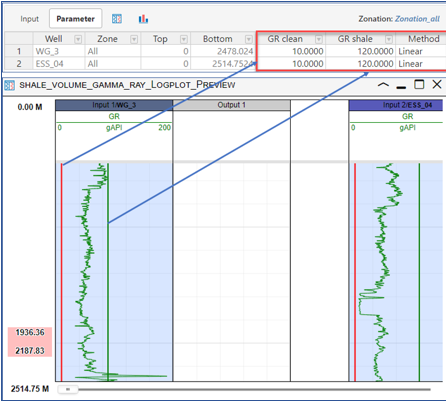 Input Parameter Zonation: Zonation_all
Well Zone Top Bottom GR clean GR shale Method
1 WG_3 All 0 2478.024 10.0000 120.0000 Linear
2 ESS_04 All 0 2514.7524 10.0000 120.0000 Linear
SHALE_VOLUME_GAMMA_RAY_LOGPLOT_PREVIEW
0.00 M Input 1/WG_3 Output 1 Input 2/ESS_04
GR GR
0 gAPI 200 0 gAPI
1936.36
2187.83
2514.75 M